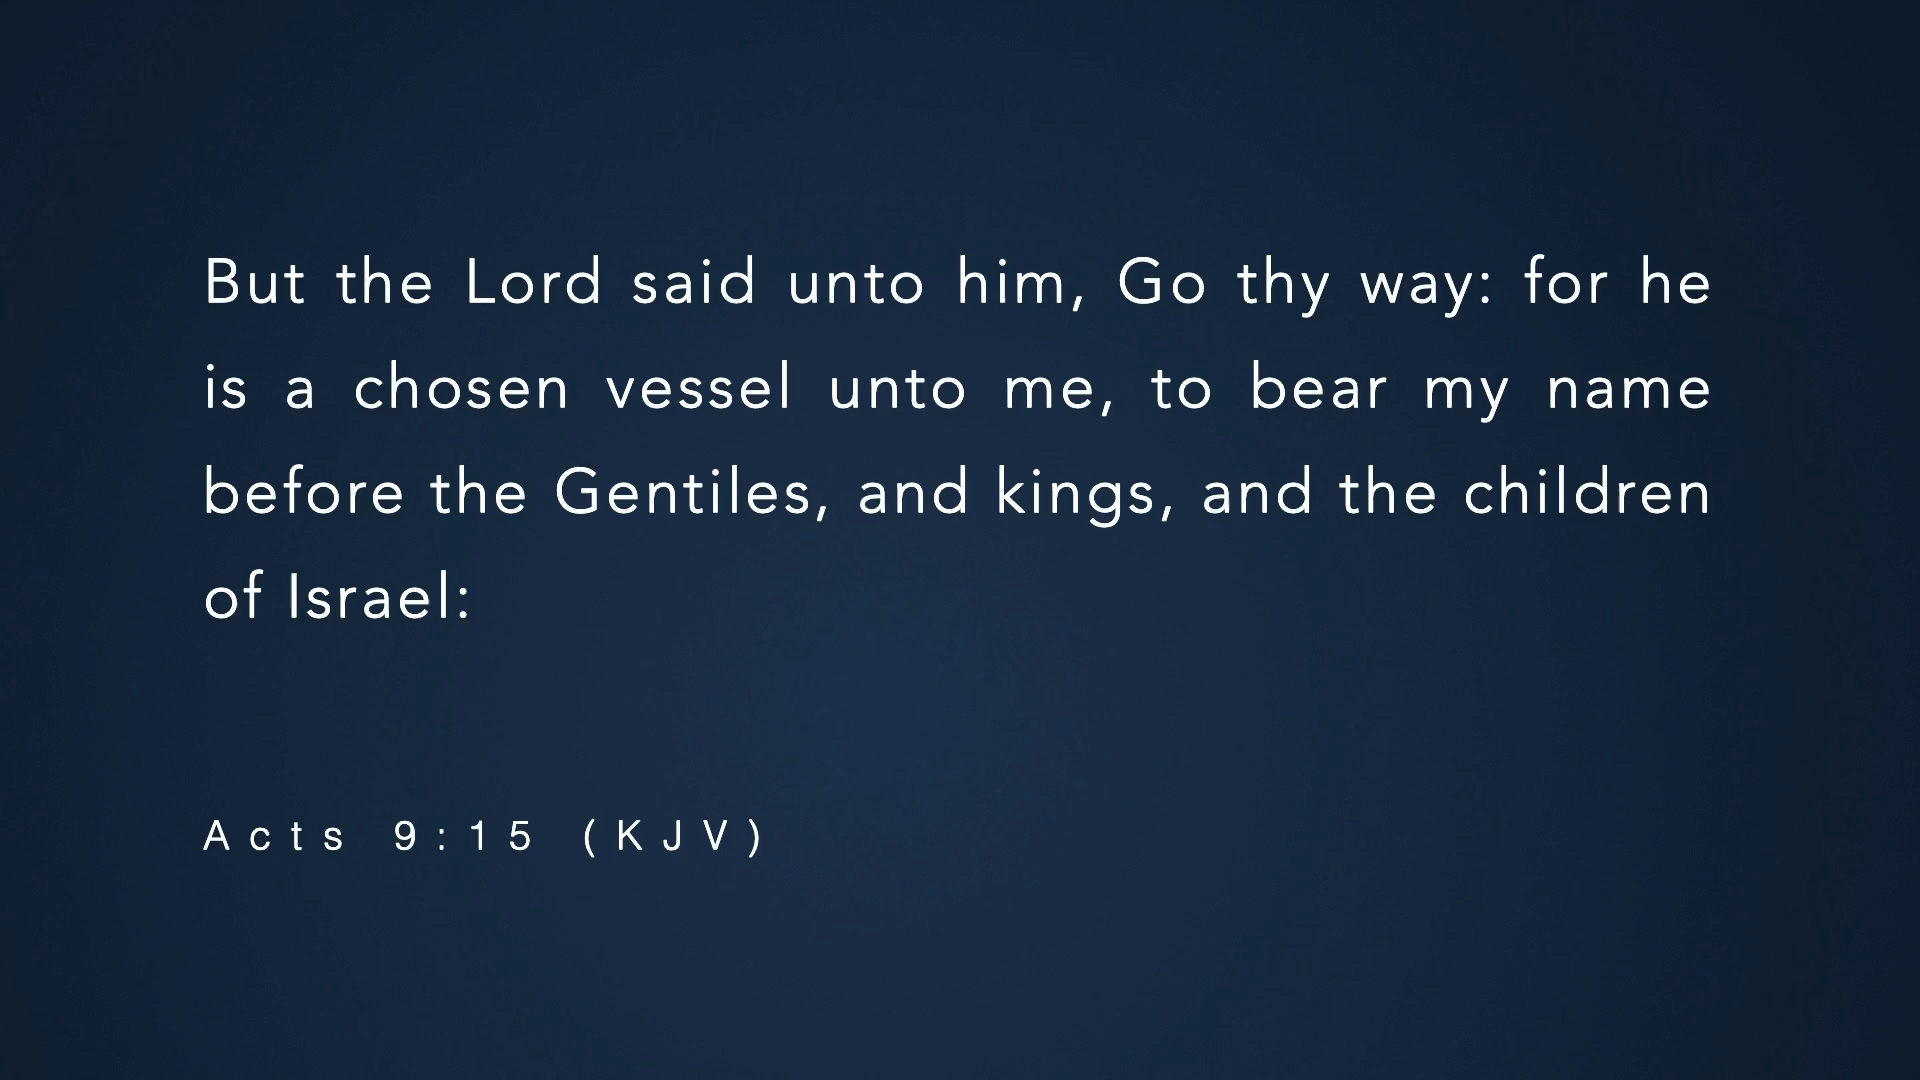 But the Lord said unto him, Go thy way: for he
is a chosen vessel unto me, to bear my name
before the Gentiles, and kings, and the children
of Israel:
Acts 9:15 (KJV)